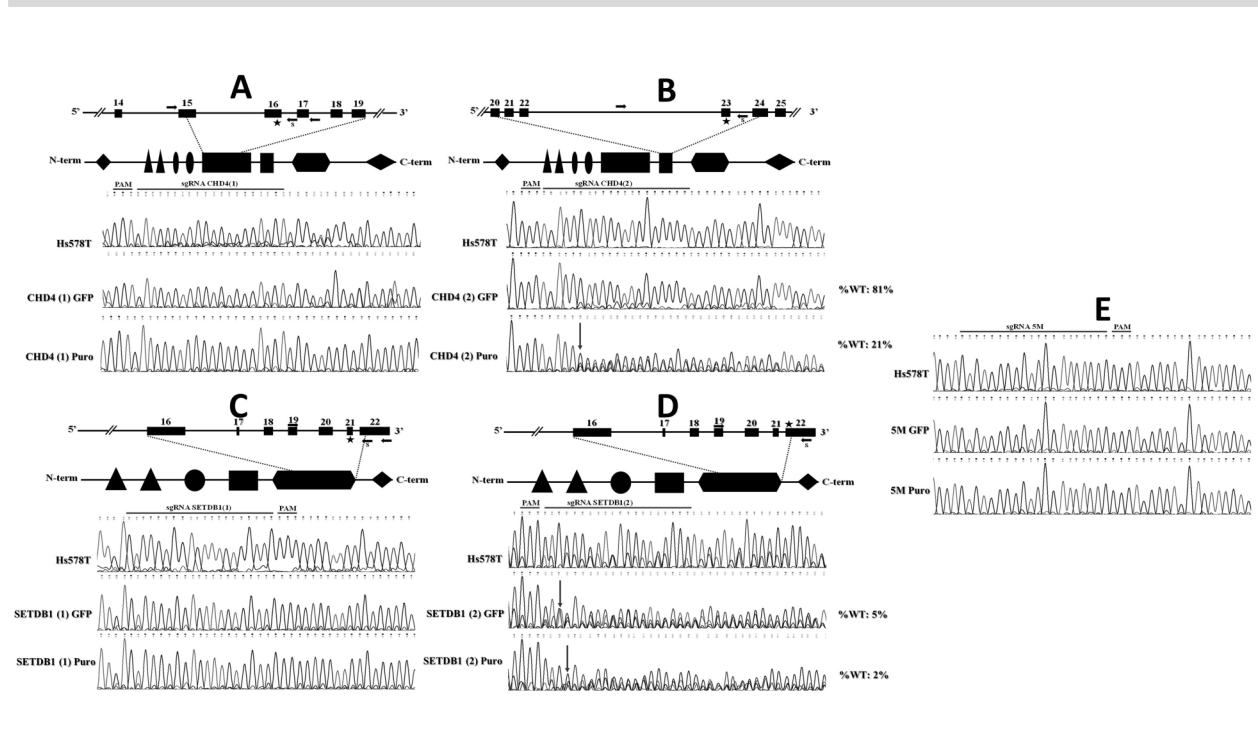 A
5' 14 15 16 17 18 19 3'
S
N-term C-term
PAM sgRNA CHD4(1)
Hs578T
CHD4 (1) GFP
CHD4 (1) Puro
B
5' 20 21 22 23 24 25 3'
S
N-term C-term
PAM sgRNA CHD4(2)
Hs578T
CHD4 (2) GFP %WT: 81%
CHD4 (2) Puro %WT: 21%
C
5' 16 17 18 19 20 21 22 3'
S
N-term C-term
sgRNA SETDB1(1) PAM
Hs578T
SETDB1 (1) GFP
SETDB1 (1) Puro
D
5' 16 17 18 19 20 21 22 3'
S
N-term C-term
PAM sgRNA SETDB1(2)
Hs578T
SETDB1 (2) GFP %WT: 5%
SETDB1 (2) Puro %WT: 2%
E
sgRNA 5M PAM
Hs578T
5M GFP
5M Puro